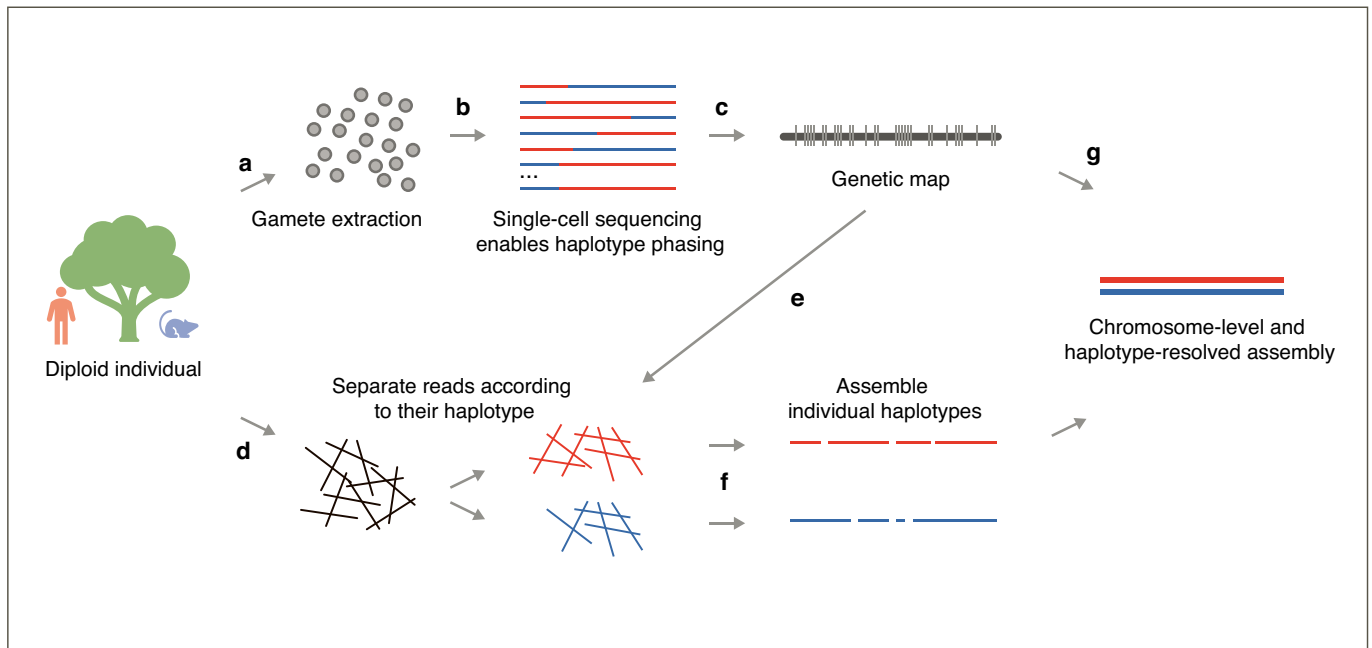 a
b
c
g
Gamete extraction
Single-cell sequencing
enables haplotype phasing
...
Genetic map
e
Diploid individual
Chromosome-level and
haplotype-resolved assembly
d
Separate reads according
to their haplotype
Assemble
individual haplotypes
f